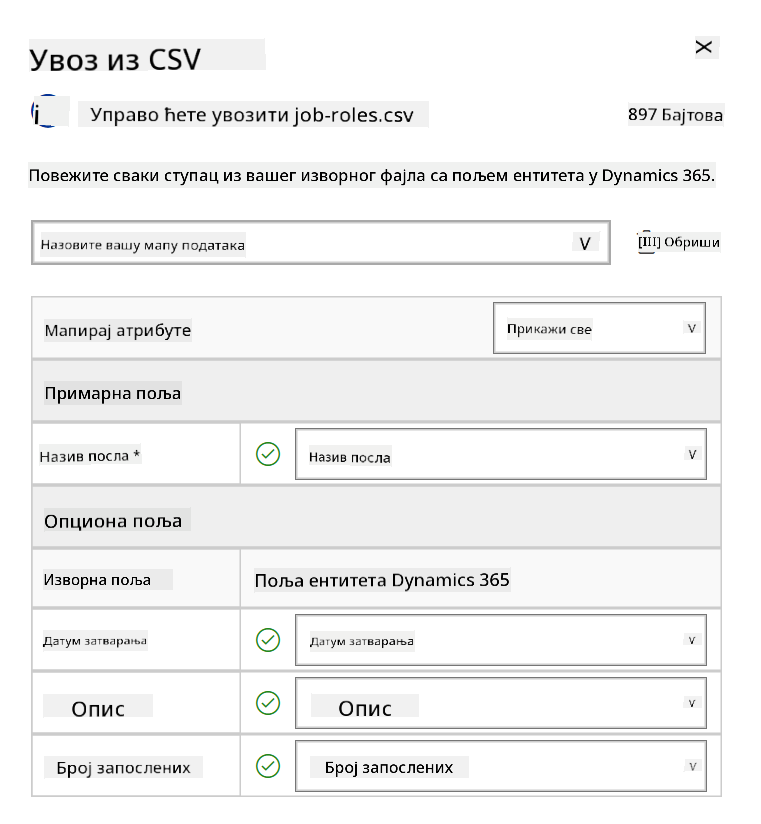 Увоз из CSV
i Управо ћете увозити job-roles.csv 897 Бајтова
Повежите сваки ступац из вашег изворног фајла са пољем ентитета у Dynamics 365.
Назовите вашу мапу података V [III] Обриши
Мапирај атрибуте Прикажи све V
Примарна поља
Назив посла * Назив посла V
Опциона поља
Изворна поља Поља ентитета Dynamics 365
Датум затварања Датум затварања V
Опис Опис V
Број запослених Број запослених V